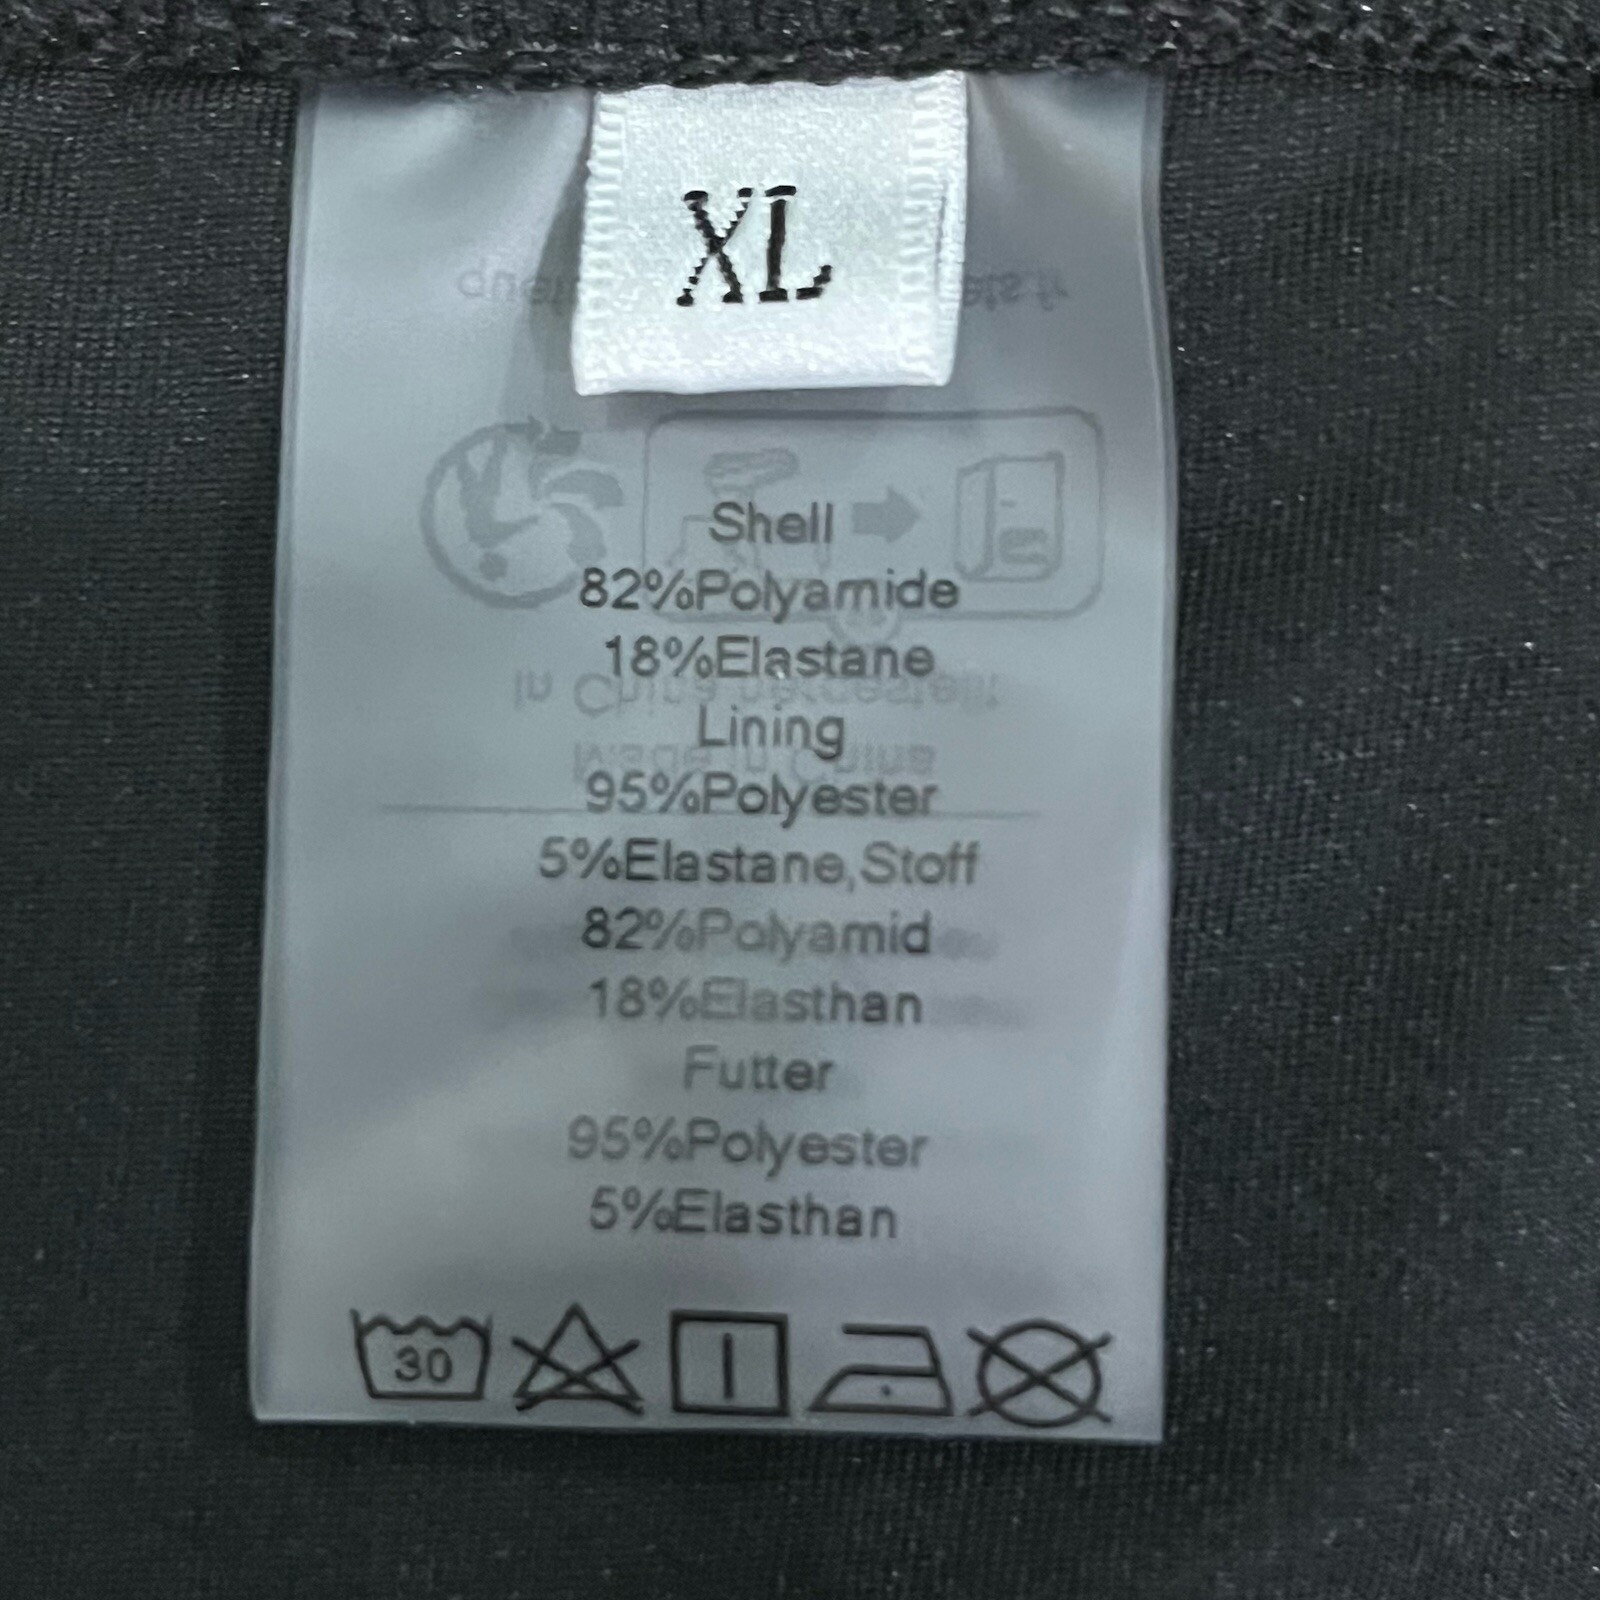 XL
Shell
82%Polyamide
18%Elastane
Lining
95%Polyester
5%Elastane,Stoff
82%Polyamid
18%Elasthan
Futter
95%Polyester
5%Elasthan
30